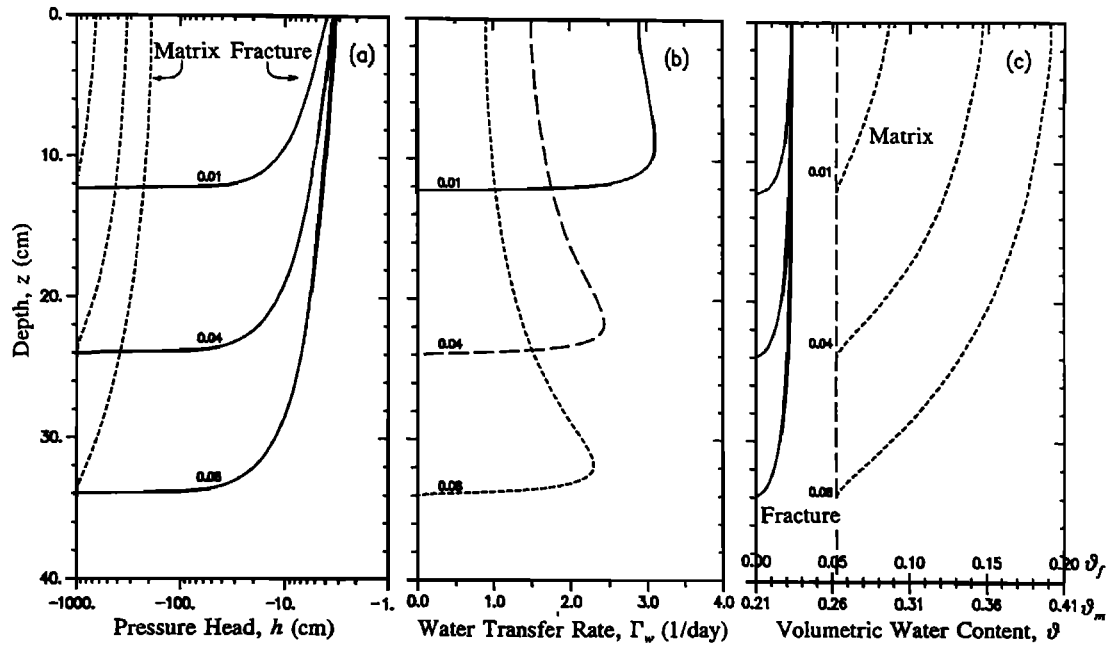 0.
10.
20.
30.
40.
Depth, z (cm)
Matrix Fracture
(a)
0.01
0.04
0.08
-1000. -100. -10. -1.
Pressure Head, h (cm)
(b)
0.01
0.04
0.08
0.0 1.0 2.0 3.0 4.0
Water Transfer Rate, Γw (1/day)
(c)
Matrix
0.01
0.04
0.08
Fracture
0.00 0.05 0.10 0.15 0.20 ϑf
0.21 0.26 0.31 0.36 0.41 ϑm
Volumetric Water Content, ϑ